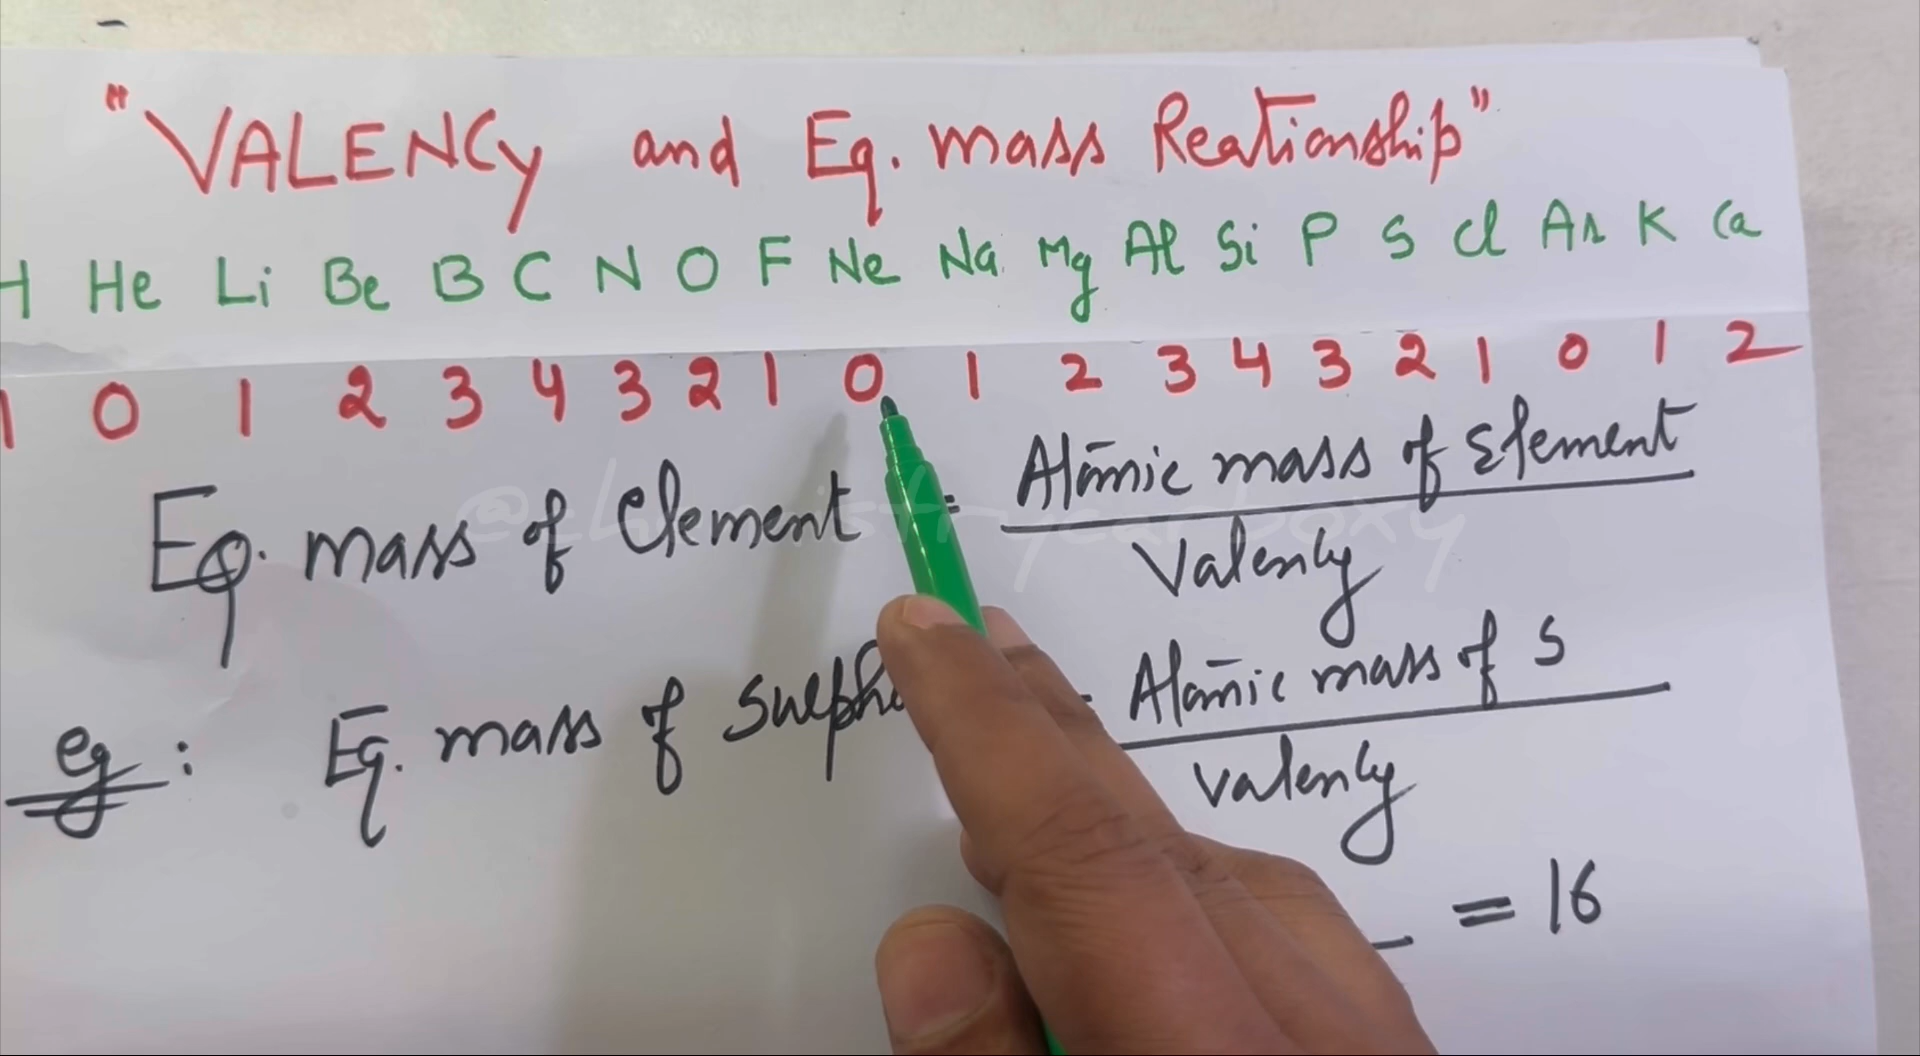 "VALENCy and Eq. mass Reationship"
H He Li Be B C N O F Ne Na Mg Al Si P S Cl Ar K Ca
1 0 1 2 3 4 3 2 1 0 1 2 3 4 3 2 1 0 1 2
Eq. mass of Element = Atomic mass of Element
Valency
eg: Eq. mass of = Atomic mass of S
Valency
= 16
@chemistrycarboxy